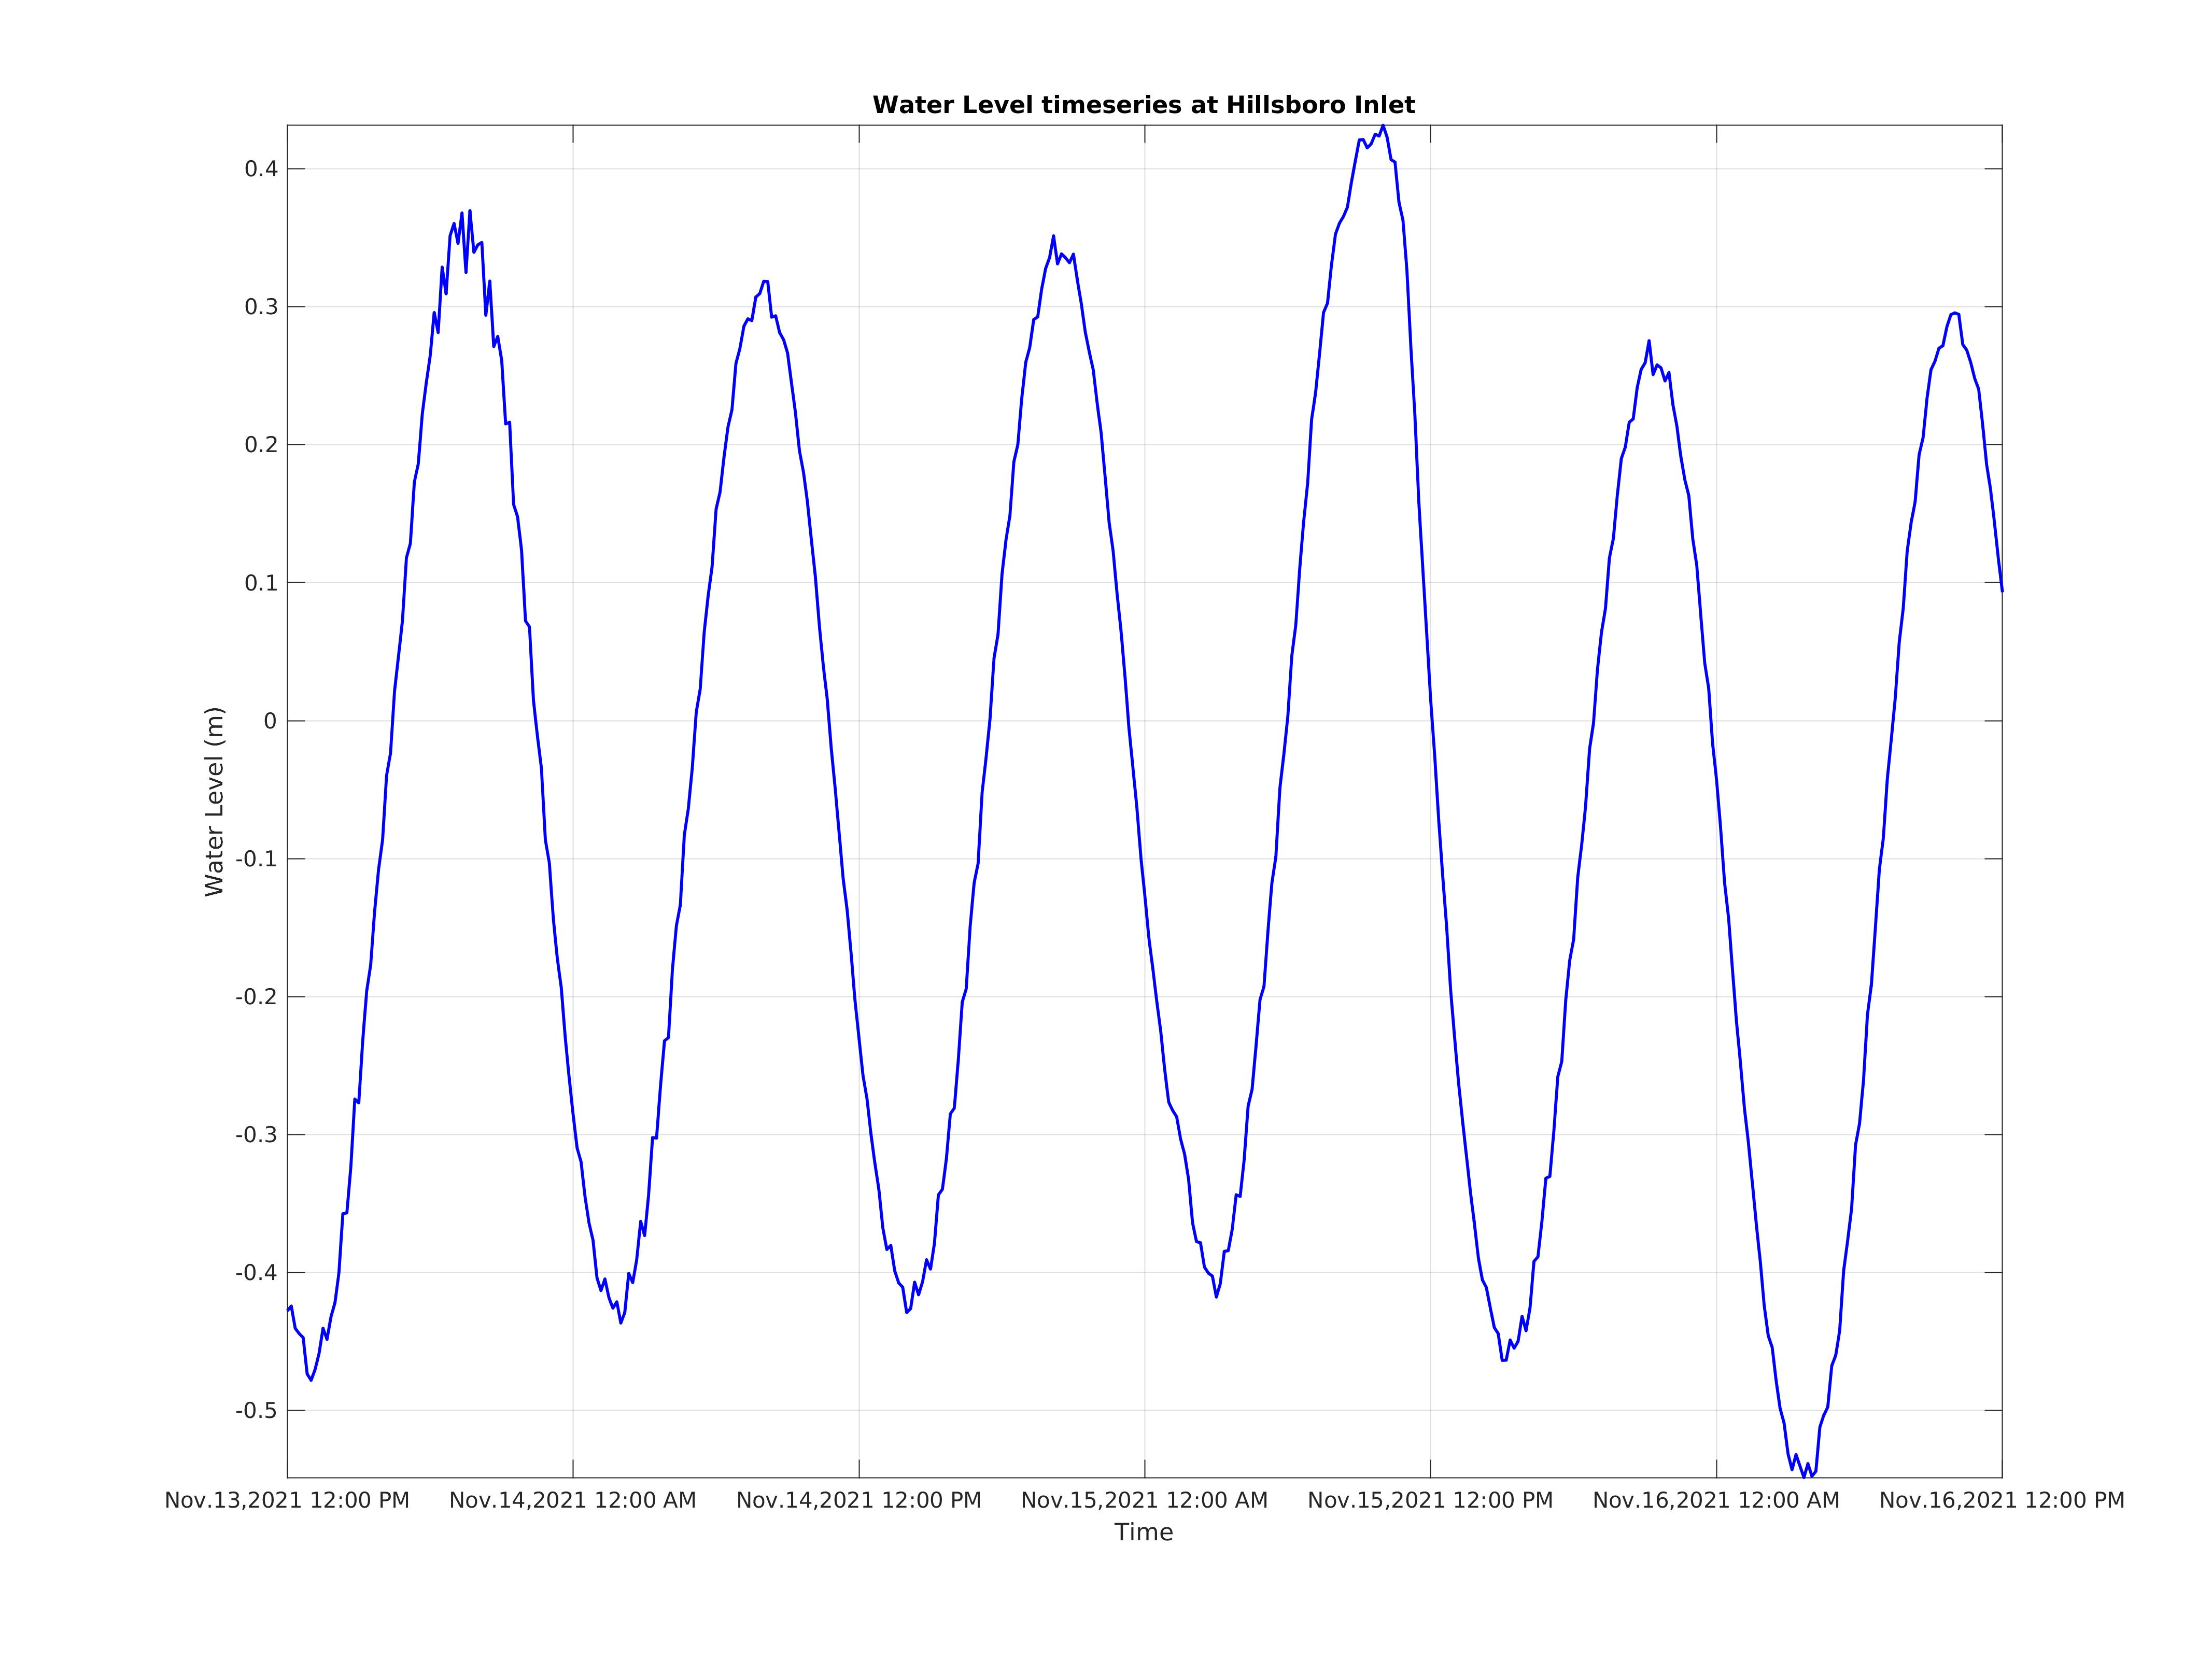 Water Level timeseries at Hillsboro Inlet
0.4
0.3
0.2
0.1
0
-0.1
-0.2
-0.3
-0.4
-0.5
Water Level (m)
Nov.13,2021 12:00 PM
Nov.14,2021 12:00 AM
Nov.14,2021 12:00 PM
Nov.15,2021 12:00 AM
Nov.15,2021 12:00 PM
Nov.16,2021 12:00 AM
Nov.16,2021 12:00 PM
Time